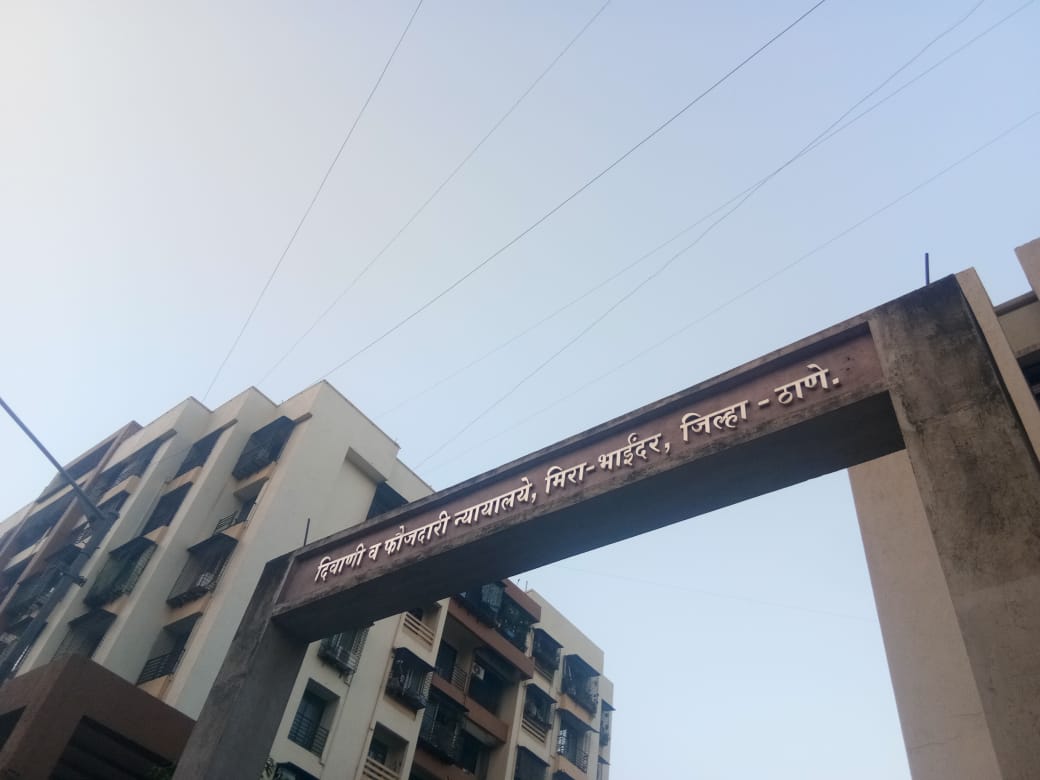 दिवाणी व फौजदारी न्यायालये, मिरा-भाईंदर, जिल्हा - ठाणे.